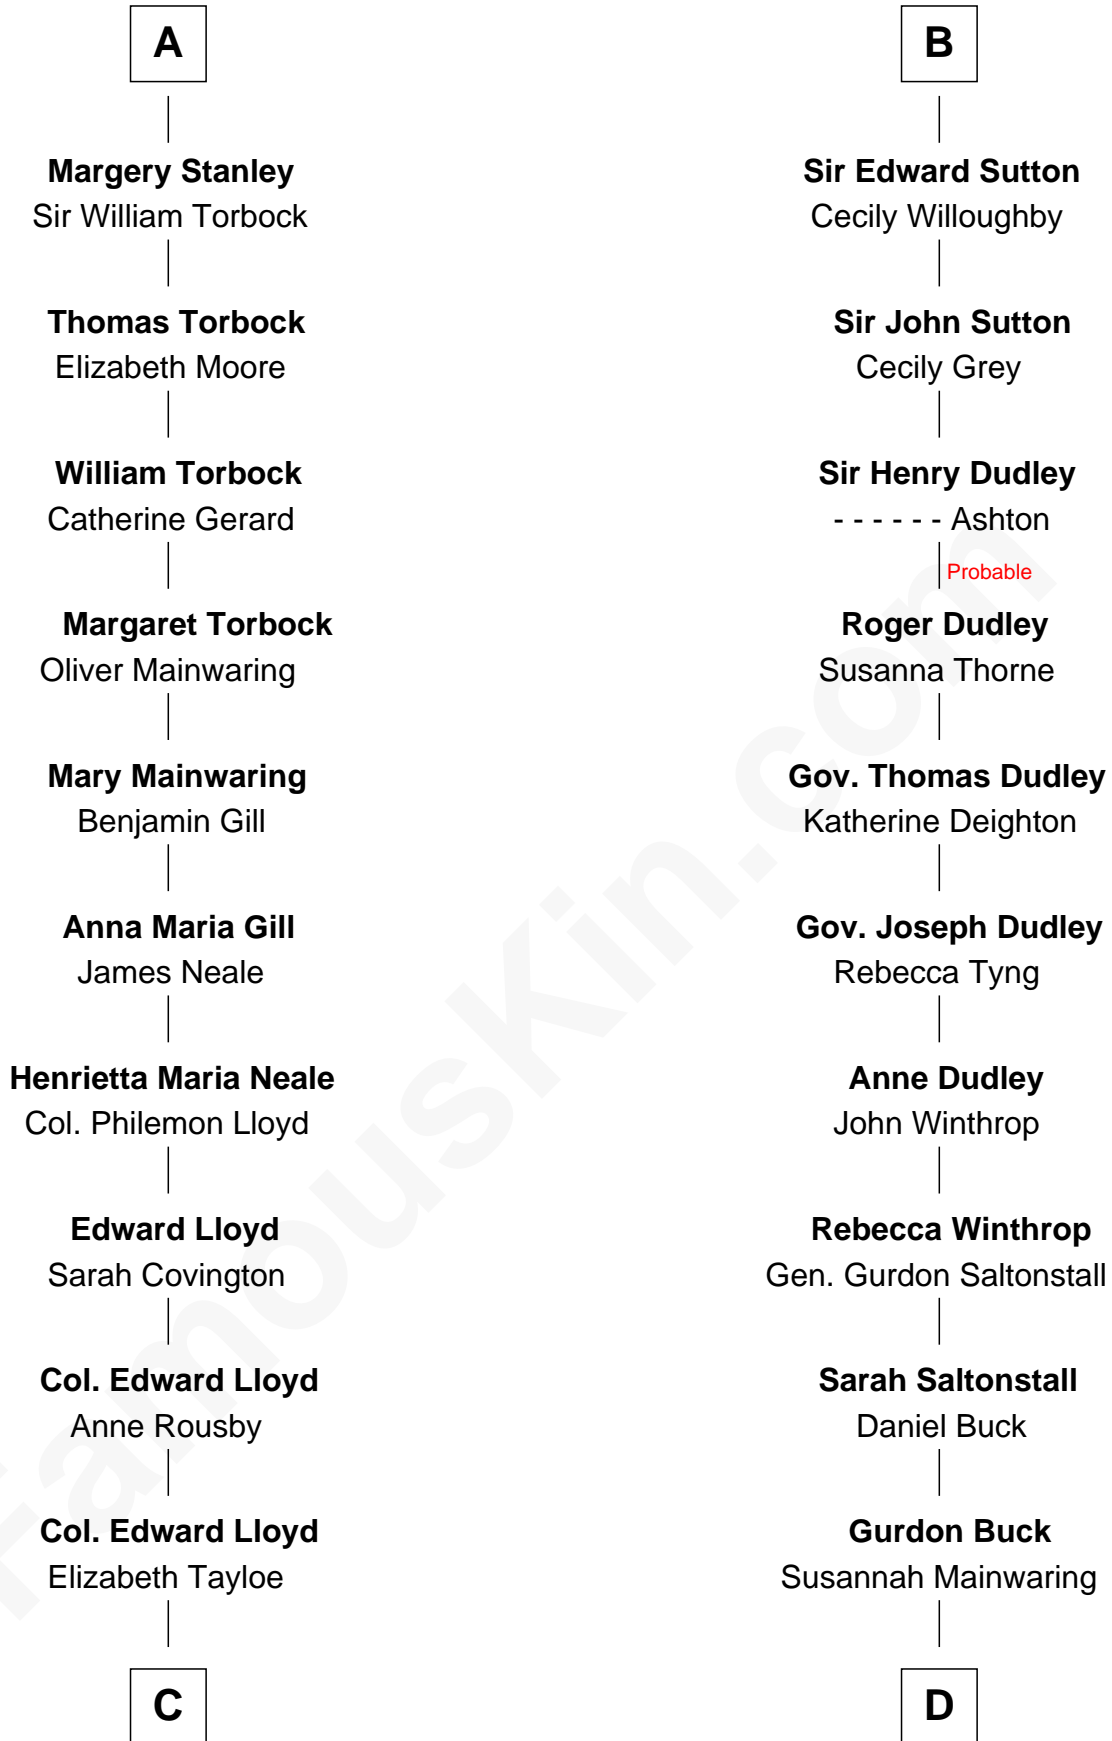 A
Margery Stanley
Sir William Torbock
Thomas Torbock
Elizabeth Moore
William Torbock
Catherine Gerard
Margaret Torbock
Oliver Mainwaring
Mary Mainwaring
Benjamin Gill
Anna Maria Gill
James Neale
Henrietta Maria Neale
Col. Philemon Lloyd
Edward Lloyd
Sarah Covington
Col. Edward Lloyd
Anne Rousby
Col. Edward Lloyd
Elizabeth Tayloe
C
B
Sir Edward Sutton
Cecily Willoughby
Sir John Sutton
Cecily Grey
Sir Henry Dudley
- - - - - - Ashton
Probable
Roger Dudley
Susanna Thorne
Gov. Thomas Dudley
Katherine Deighton
Gov. Joseph Dudley
Rebecca Tyng
Anne Dudley
John Winthrop
Rebecca Winthrop
Gen. Gurdon Saltonstall
Sarah Saltonstall
Daniel Buck
Gurdon Buck
Susannah Mainwaring
D
FamousKin.com